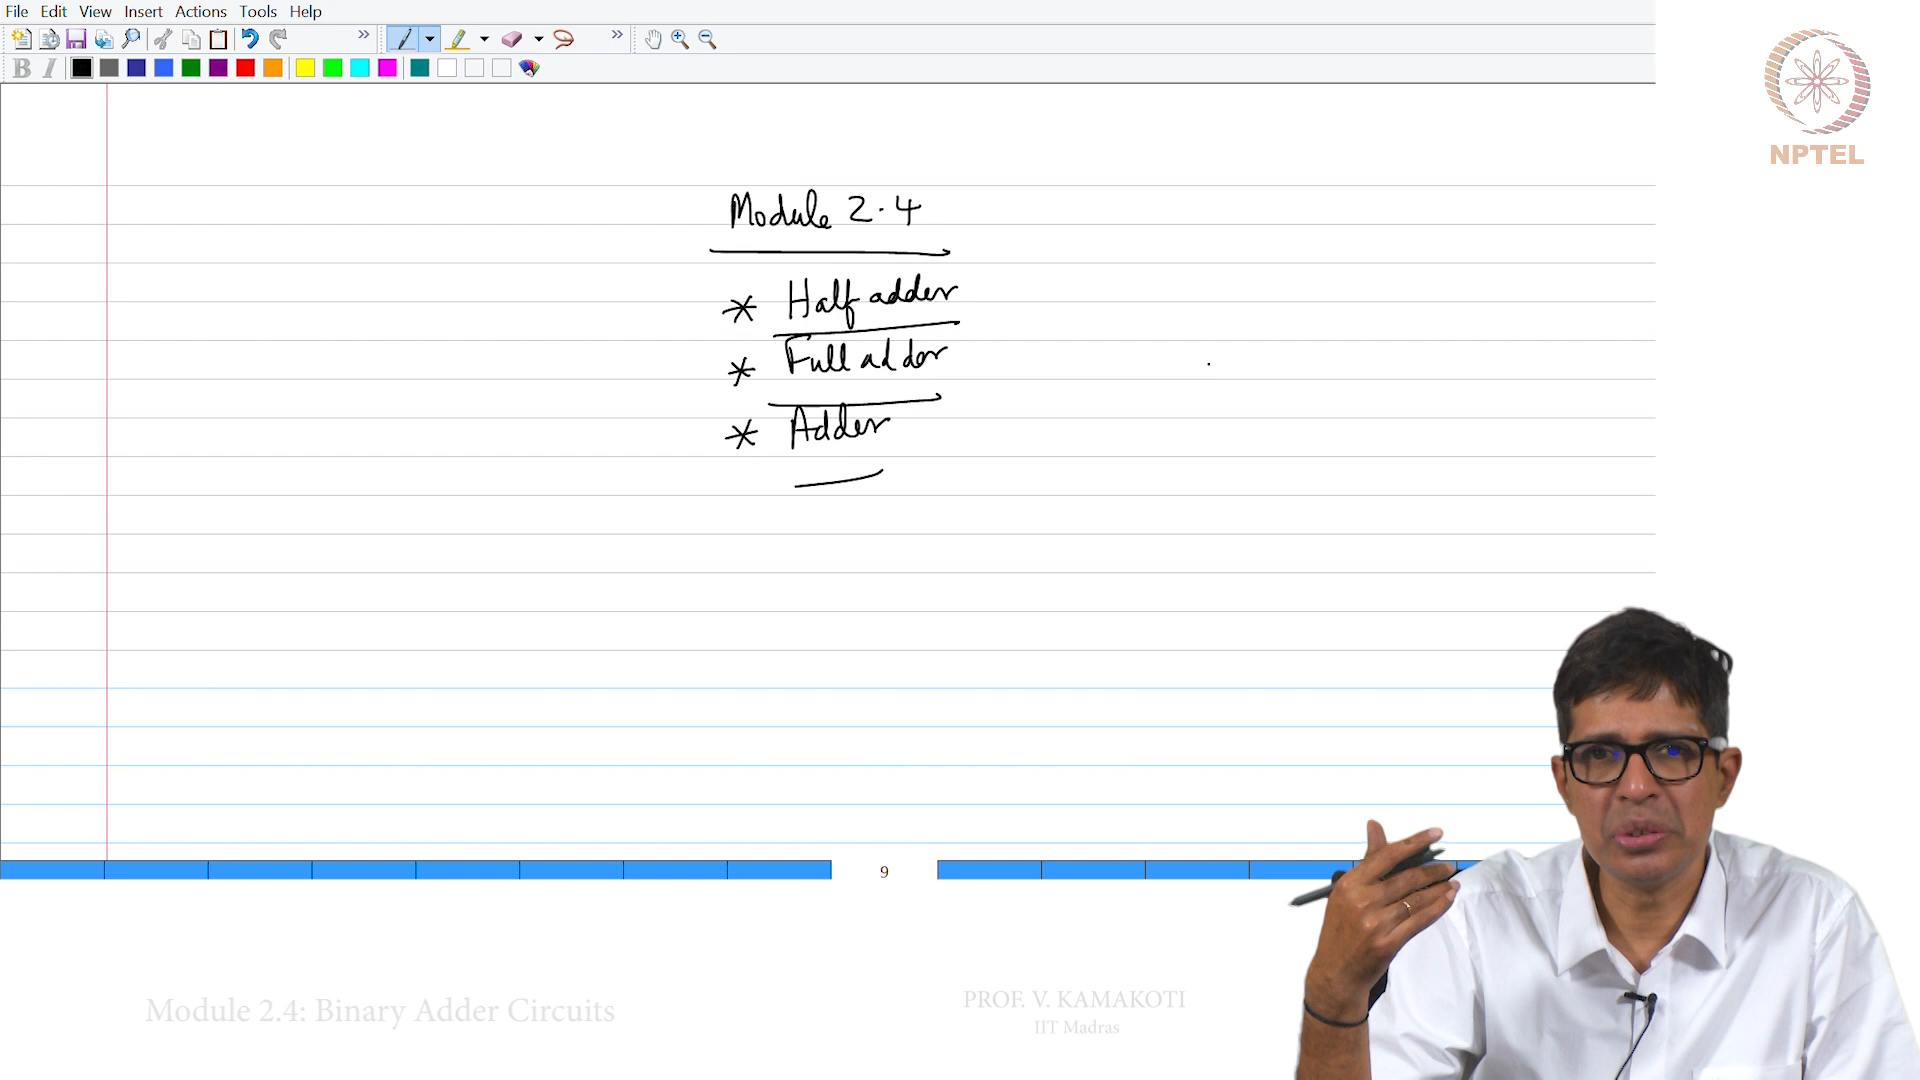 File Edit View Insert Actions Tools Help
B I
NPTEL
Module 2.4
* Half adder
* Full adder
* Adder
9
Module 2.4: Binary Adder Circuits
PROF. V. KAMAKOTI
IIT Madras